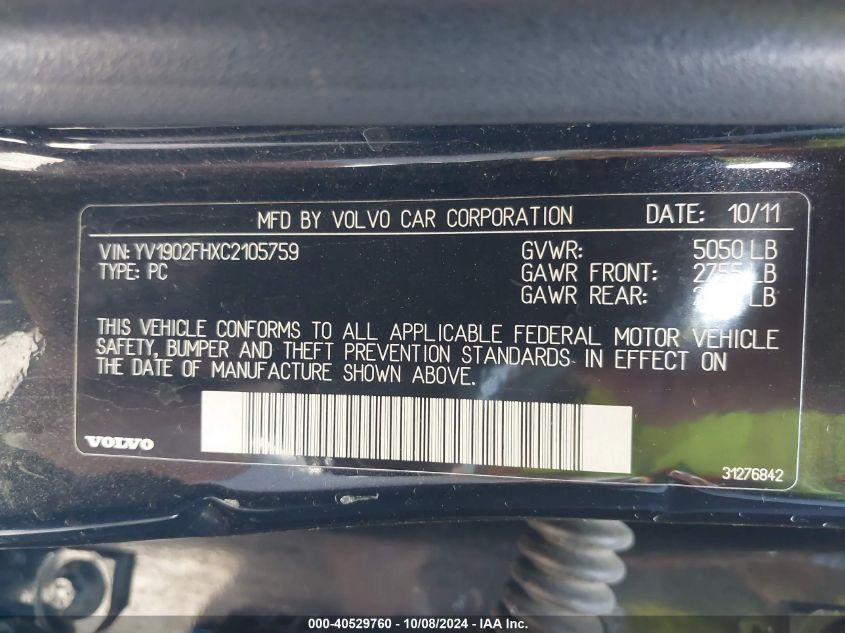 MFD BY VOLVO CAR CORPORATION DATE: 10/11
VIN: YV1902FHXC2105759 GVWR: 5050 LB
TYPE: PC GAWR FRONT: 2755 LB
GAWR REAR: LB
THIS VEHICLE CONFORMS TO ALL APPLICABLE FEDERAL MOTOR VEHICLE
SAFETY, BUMPER AND THEFT PREVENTION STANDARDS IN EFFECT ON
THE DATE OF MANUFACTURE SHOWN ABOVE.
VOLVO
31276842
000-40529760 - 10/08/2024 - IAA Inc.